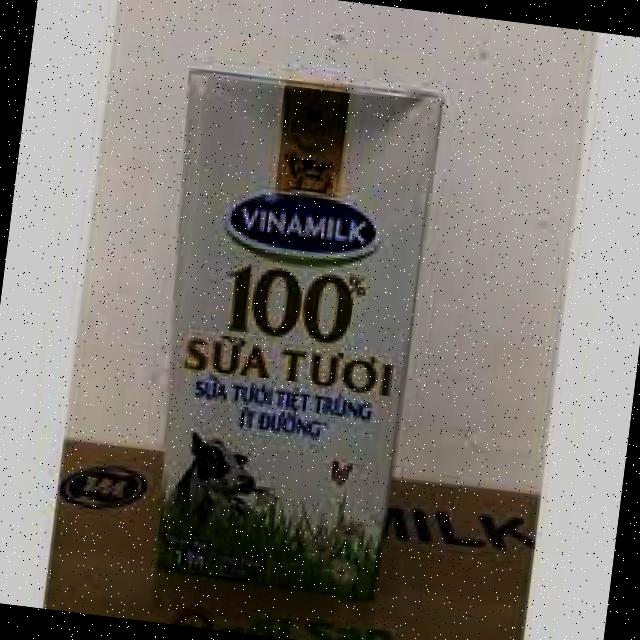 VINAMILK
100%
SỮA TƯƠI
SỮA TƯƠI TIỆT TRÙNG
ÍT ĐƯỜNG
MILK